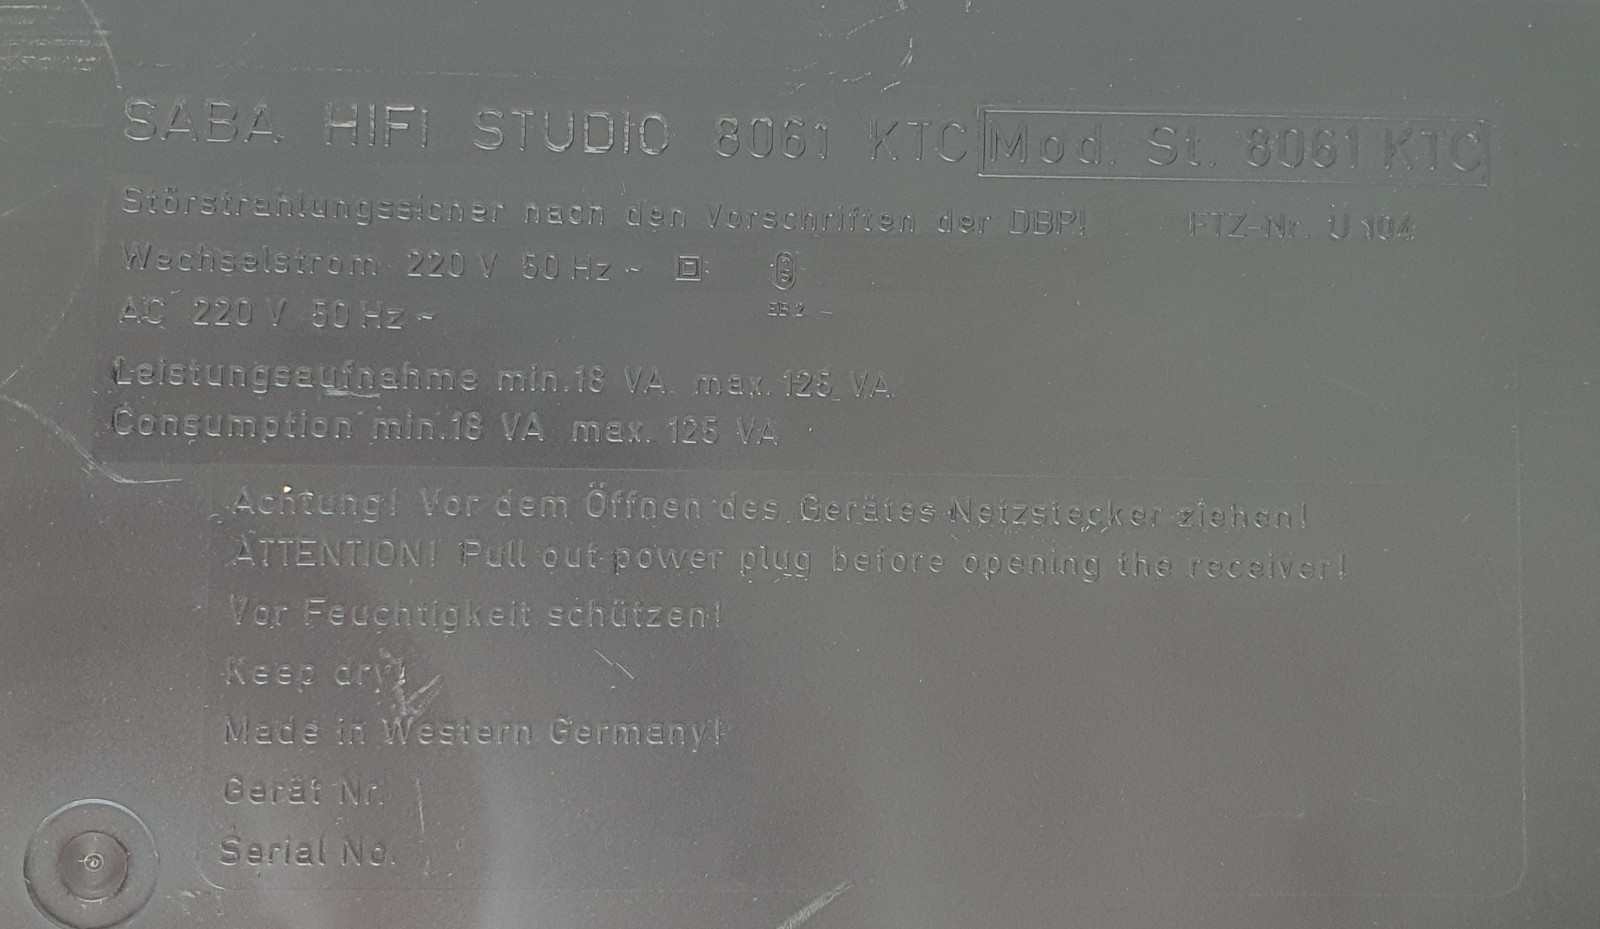 SABA HIFI STUDIO 8061 KTC Mod. St. 8061 KTC
Störstrahlungssicher nach den Vorschriften der DBP! FTZ-Nr. U 104
Wechselstrom 220 V 50 Hz ~
AC 220 V 50 Hz ~
Leistungsaufnahme min.18 VA. max. 125 VA.
Consumption min.18 VA max. 125 VA
Achtung! Vor dem Öffnen des Gerätes Netzstecker ziehen!
ATTENTION! Pull out power plug before opening the receiver!
Vor Feuchtigkeit schützen!
Keep dry!
Made in Western Germany!
Gerät Nr.
Serial No.